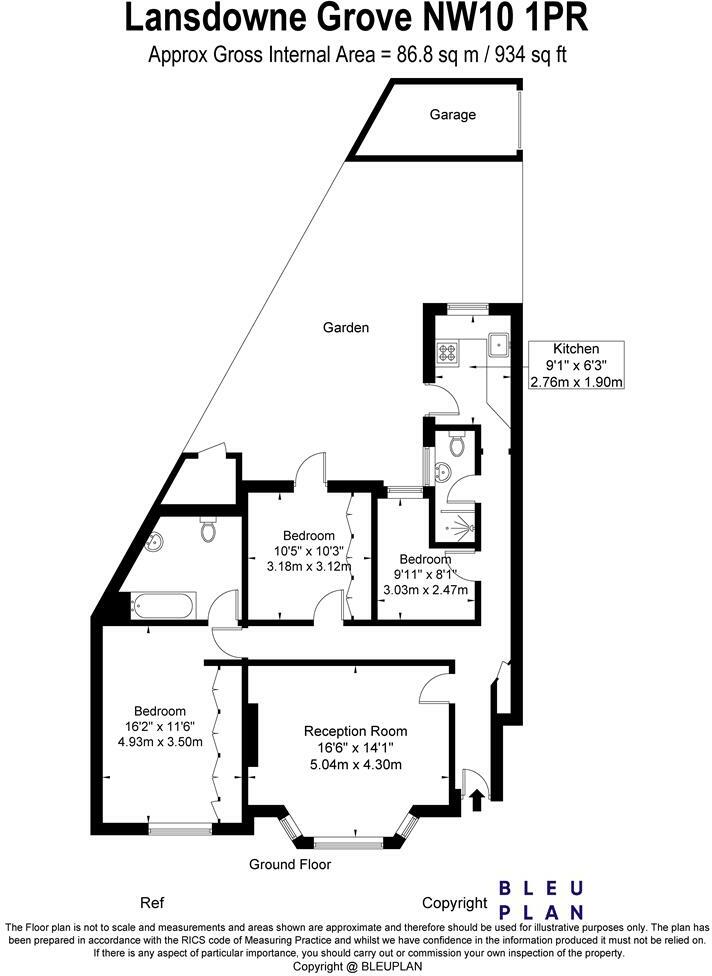 Lansdowne Grove NW10 1PR
Approx Gross Internal Area = 86.8 sq m / 934 sq ft
Garage
Garden
Kitchen
9'1" x 6'3"
2.76m x 1.90m
Bedroom
10'5" x 10'3"
3.18m x 3.12m
Bedroom
9'11" x 8'1"
3.03m x 2.47m
Bedroom
16'2" x 11'6"
4.93m x 3.50m
Reception Room
16'6" x 14'1"
5.04m x 4.30m
Ground Floor
Ref
Copyright
BLEU
PLAN
The Floor plan is not to scale and measurements and areas shown are approximate and therefore should be used for illustrative purposes only. The plan has
been prepared in accordance with the RICS code of Measuring Practice and whilst we have confidence in the information produced it must not be relied on.
If there is any aspect of particular importance, you should carry out or commission your own inspection of the property.
Copyright @ BLEUPLAN